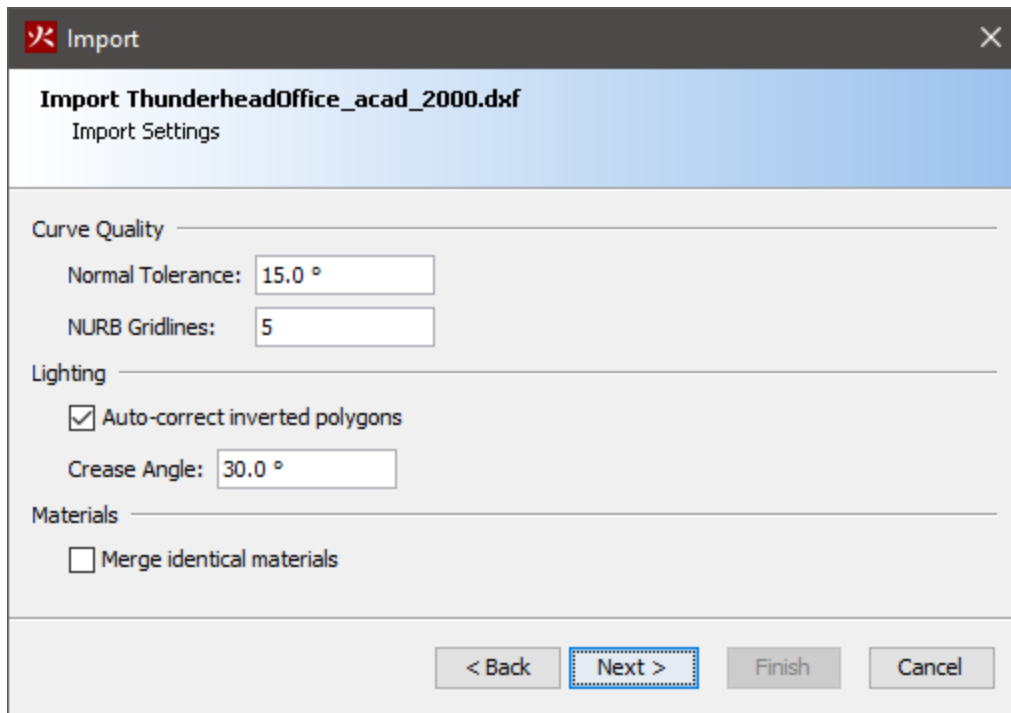 火 Import
Import ThunderheadOffice_acad_2000.dxf
Import Settings
Curve Quality
Normal Tolerance: 15.0 °
NURB Gridlines: 5
Lighting
Auto-correct inverted polygons
Crease Angle: 30.0 °
Materials
Merge identical materials
< Back Next > Finish Cancel